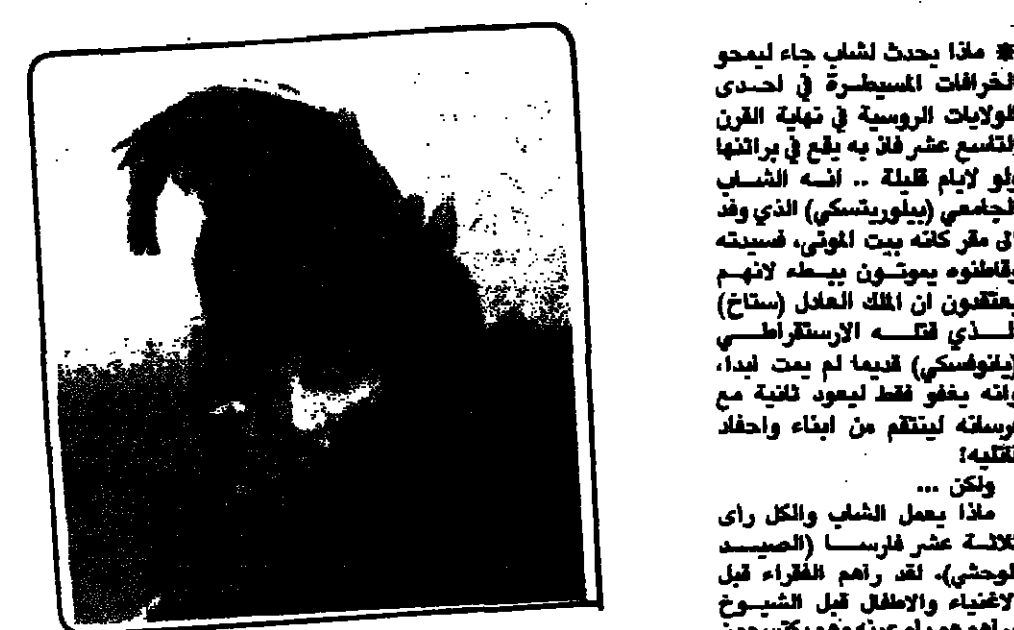 * ماذا يحدث لشاب جاء ليمحو
الخرافات المسيطرة في احدى
الولايات الروسية في نهاية القرن
التاسع عشر فاذ به يقع في براثنها
ولو لايام قليلة .. انه الشاب
الجامعي (بيلوريتسكي) الذي وفد
الى مقر كانه بيت الموتى، فسيدته
وقاطنوه يموتون ببطء لانهم
يعتقدون ان الملك العادل (ستاخ)
الذي قتله الارستقراطي
(يانوفسكي) قديما لم يمت ابدا،
وانه يغفو فقط ليعود ثانية مع
فرسانه لينتقم من ابناء واحفاد
قاتليه!
ولكن ...
ماذا يعمل الشاب والكل رأى
ثلاثة عشر فارسا (الصيد
الوحشي). لقد رآهم الفقراء قبل
الاغنياء والاطفال قبل الشيوخ